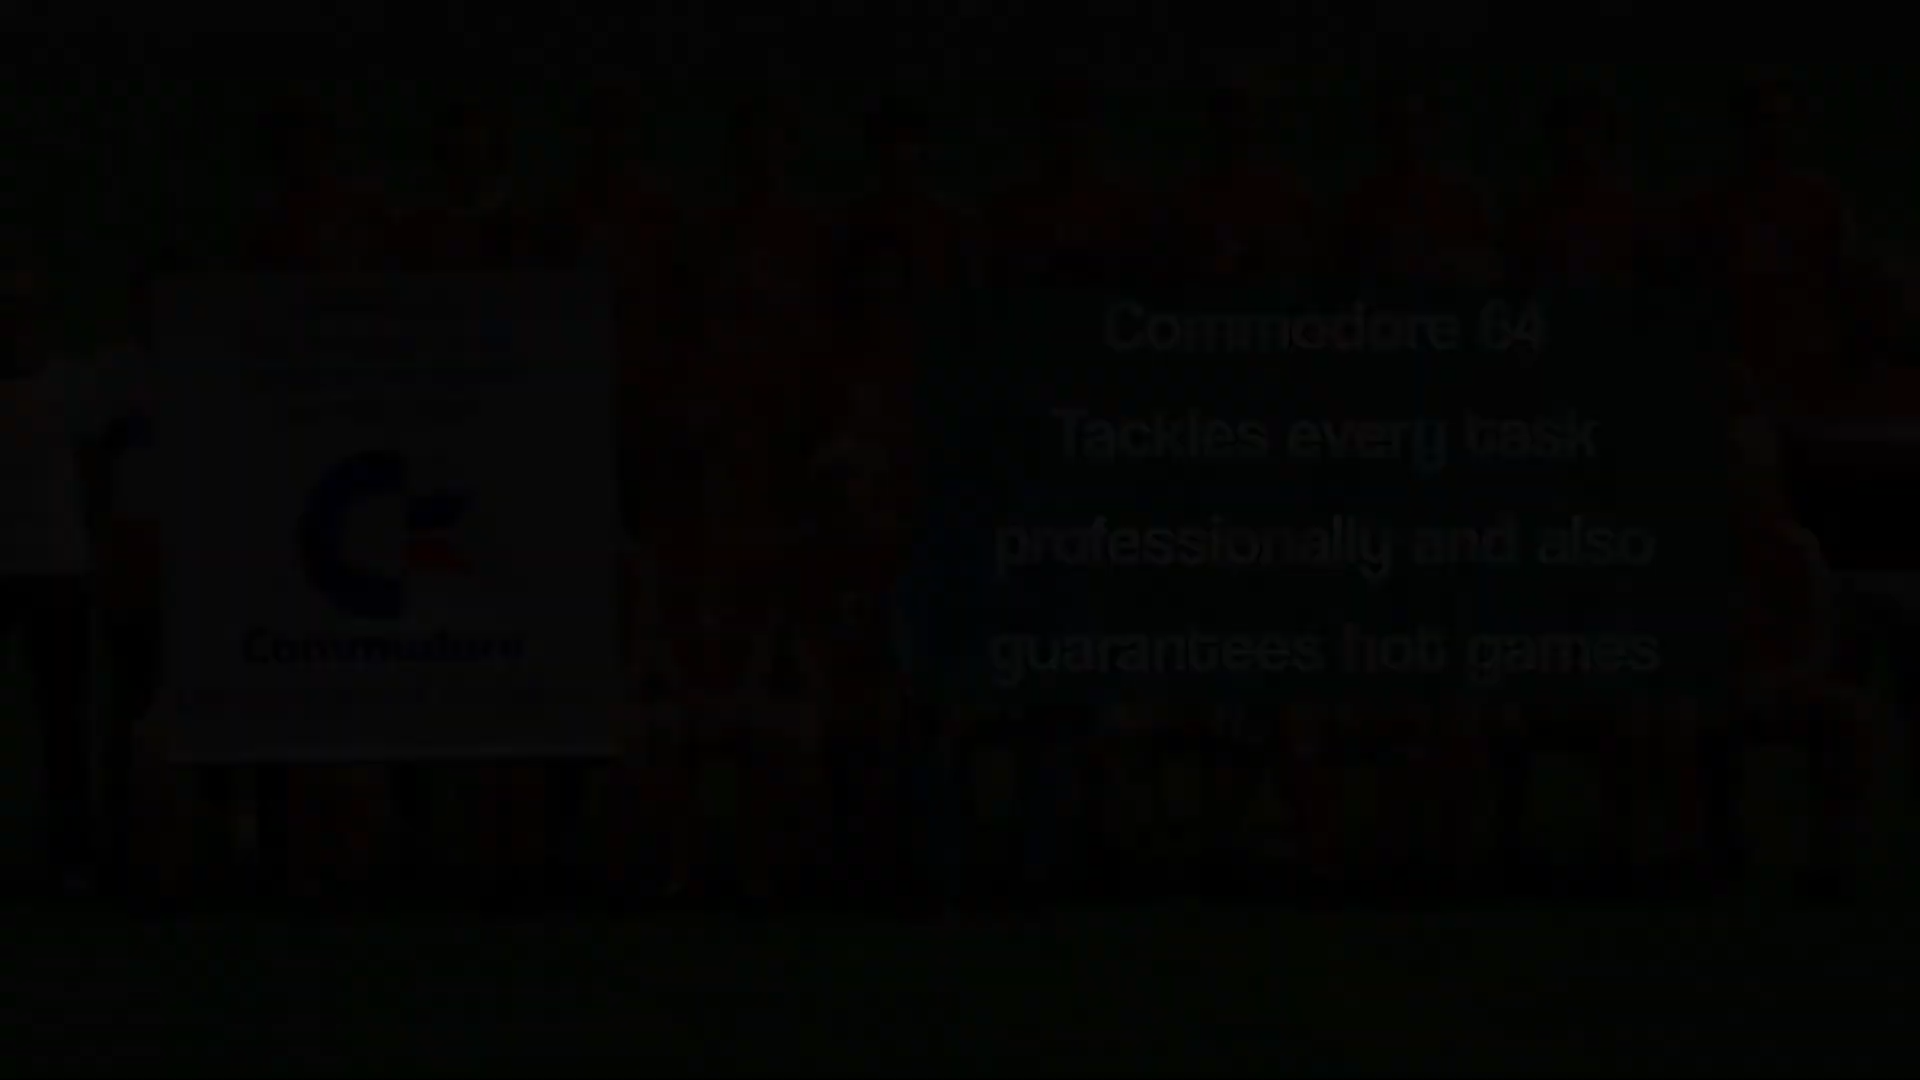 Commodore
Commodore 64
Tackles every task
professionally and also
guarantees hot games